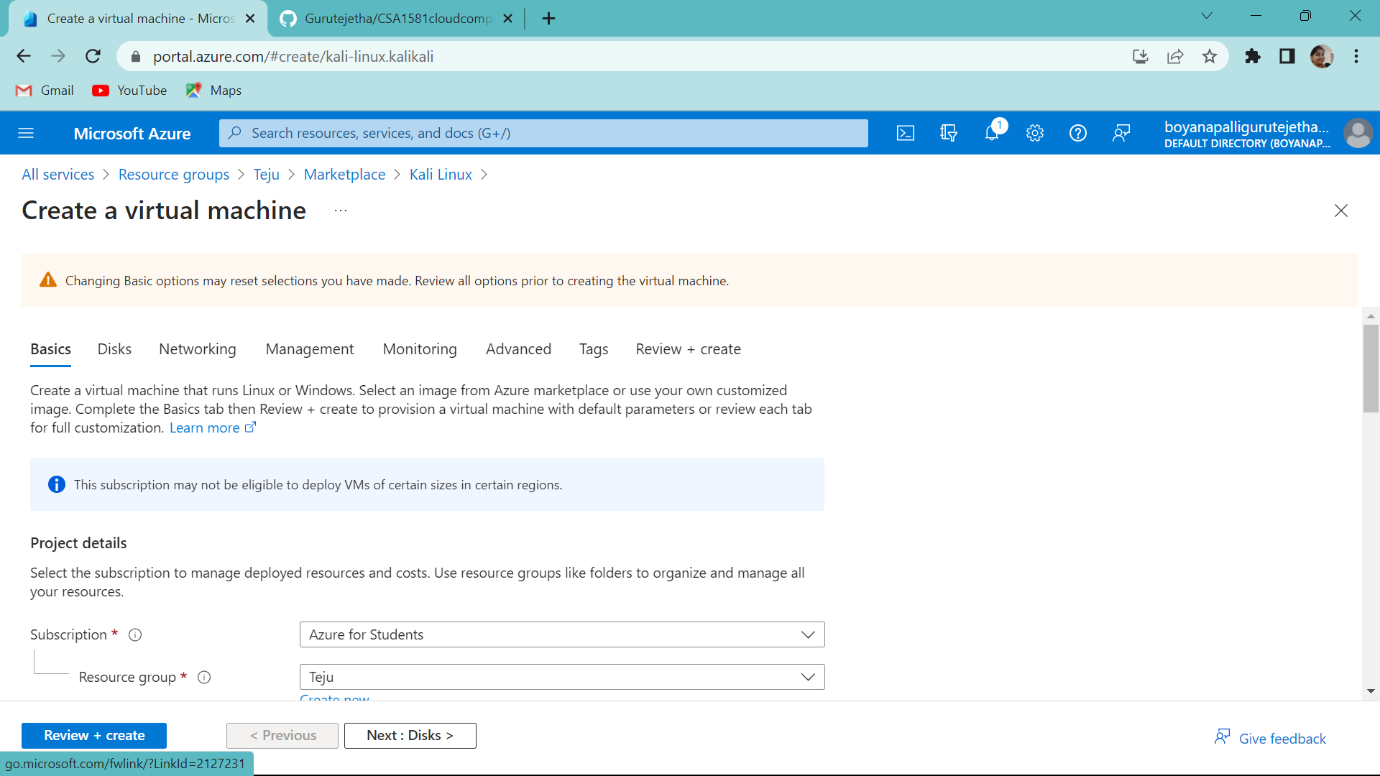 Create a virtual machine - Micros
Gurutejetha/CSA1581cloudcomp
portal.azure.com/#create/kali-linux.kalikali
Gmail
YouTube
Maps
Microsoft Azure
Search resources, services, and docs (G+/)
1
boyanapalligurutejetha...
DEFAULT DIRECTORY (BOYANAP...
All services > Resource groups > Teju > Marketplace > Kali Linux >
Create a virtual machine ...
Changing Basic options may reset selections you have made. Review all options prior to creating the virtual machine.
Basics Disks Networking Management Monitoring Advanced Tags Review + create
Create a virtual machine that runs Linux or Windows. Select an image from Azure marketplace or use your own customized
image. Complete the Basics tab then Review + create to provision a virtual machine with default parameters or review each tab
for full customization. Learn more
This subscription may not be eligible to deploy VMs of certain sizes in certain regions.
Project details
Select the subscription to manage deployed resources and costs. Use resource groups like folders to organize and manage all
your resources.
Subscription *
Azure for Students
Resource group *
Teju
Create new
Review + create
< Previous
Next : Disks >
Give feedback
go.microsoft.com/fwlink/?LinkId=2127231